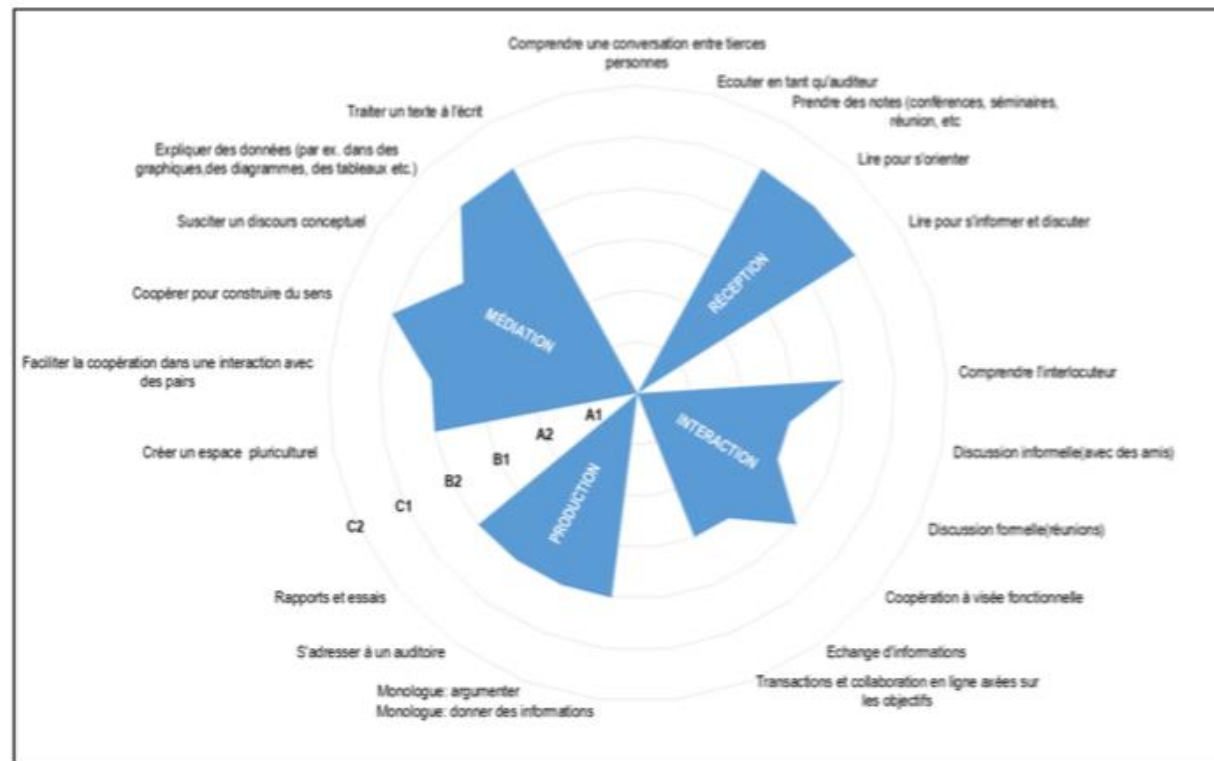 Comprendre une conversation entre tierces
personnes
Ecouter en tant qu'auditeur
Prendre des notes (conférences, séminaires,
réunion, etc
Lire pour s'orienter
Lire pour s'informer et discuter
Comprendre l'interlocuteur
Discussion informelle(avec des amis)
Discussion formelle(réunions)
Coopération à visée fonctionnelle
Echange d'informations
Transactions et collaboration en ligne axées sur
les objectifs
Monologue: donner des informations
Monologue: argumenter
S'adresser à un auditoire
Rapports et essais
Créer un espace pluriculturel
Faciliter la coopération dans une interaction avec
des pairs
Coopérer pour construire du sens
Susciter un discours conceptuel
Expliquer des données (par ex. dans des
graphiques,des diagrammes, des tableaux etc.)
Traiter un texte à l'écrit
RÉCEPTION
INTERACTION
PRODUCTION
MÉDIATION
A1
A2
B1
B2
C1
C2